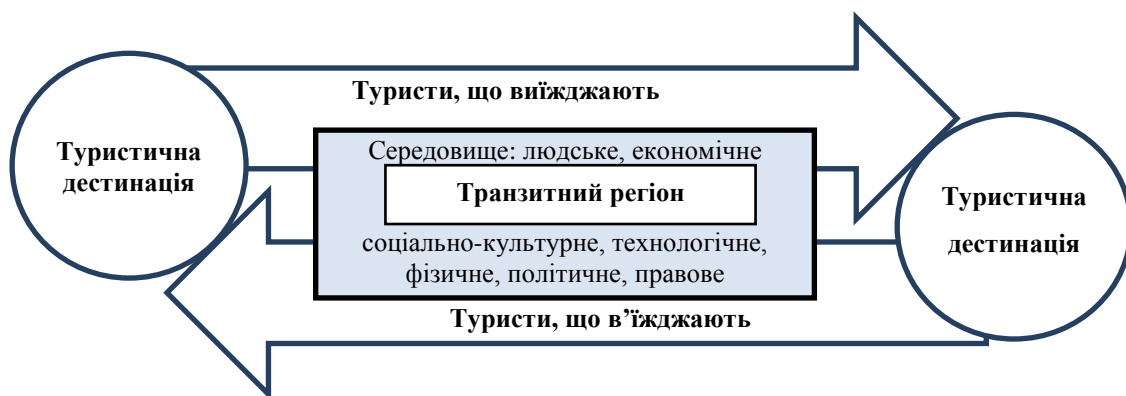 Туристи, що виїжджають
Туристична
дестинація
Середовище: людське, економічне
Транзитний регіон
соціально-культурне, технологічне,
фізичне, політичне, правове
Туристична
дестинація
Туристи, що в’їжджають